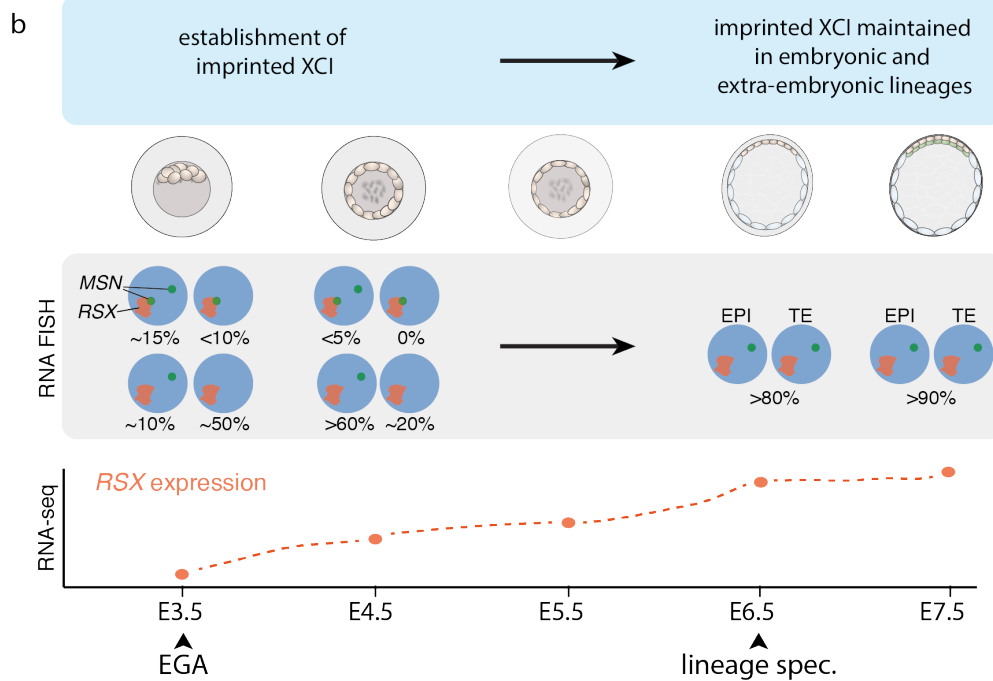 b
establishment of
imprinted XCI
imprinted XCI maintained
in embryonic and
extra-embryonic lineages
RNA FISH
MSN
RSX
~15% <10%
~10% ~50%
<5% 0%
>60% ~20%
EPI TE
>80%
EPI TE
>90%
RNA-seq
RSX expression
E3.5 E4.5 E5.5 E6.5 E7.5
EGA
lineage spec.